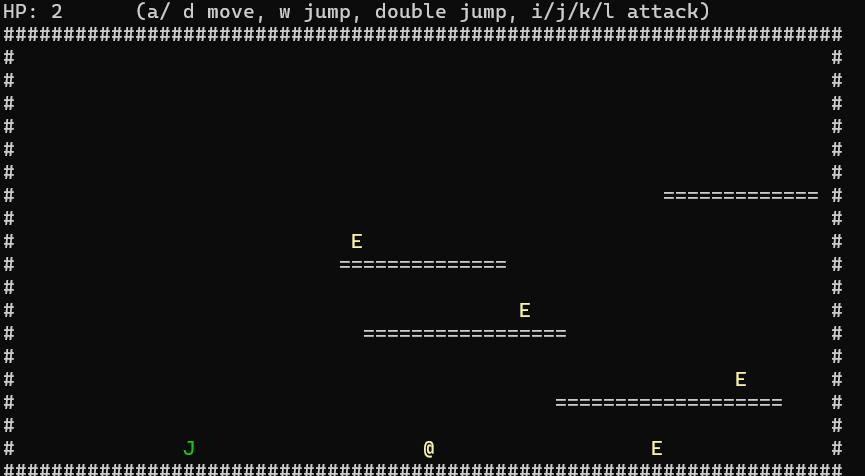 HP: 2      (a/ d move, w jump, double jump, i/j/k/l attack)
######################################################################
#                                                                    #
#                                                                    #
#                                                                    #
#                                                                    #
#                                                                    #
#                                                                    #
#                                                      ============= #
#                                                                    #
#                            E                                       #
#                           ==============                           #
#                                                                    #
#                                          E                         #
#                             =================                      #
#                                                                    #
#                                                            E       #
#                                             ===================    #
#                                                                    #
#              J                   @                  E              #
######################################################################